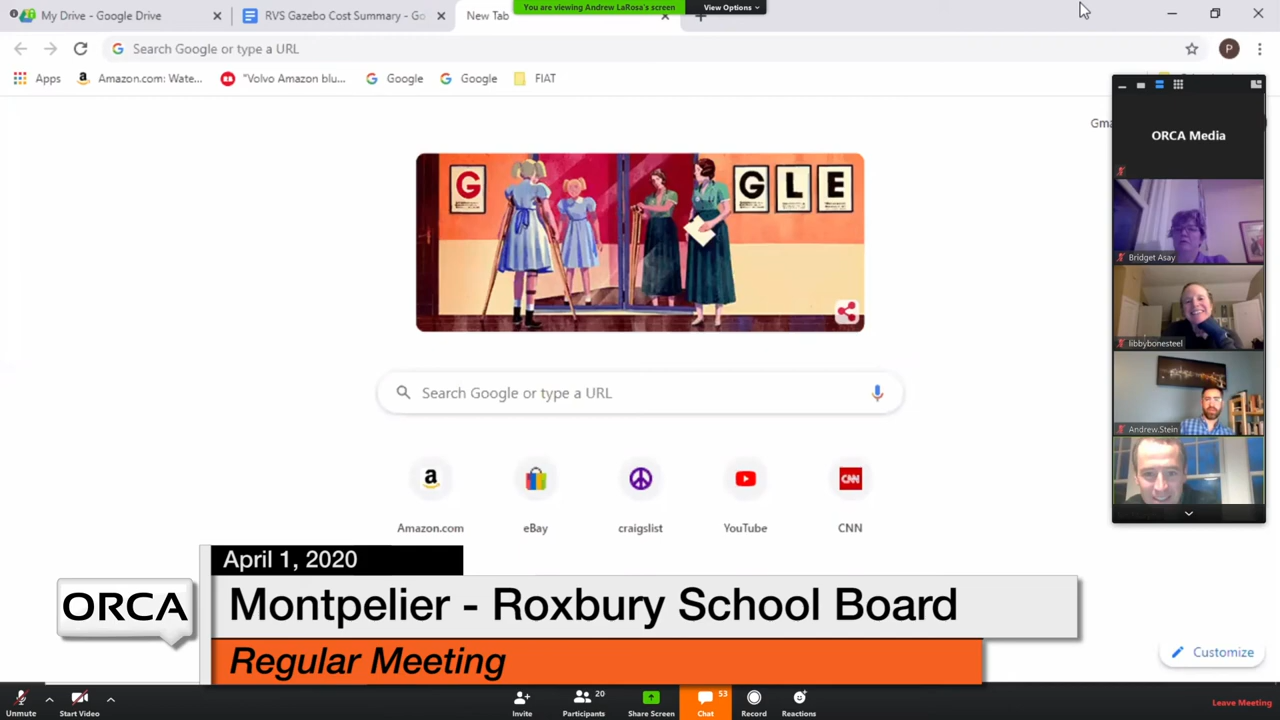 My Drive - Google Drive
RVS Gazebo Cost Summary - Go
New Tab
You are viewing Andrew LaRosa's screen
View Options
Search Google or type a URL
P
Apps
Amazon.com: Wate...
"Volvo Amazon blu...
Google
Google
FIAT
Gma
ORCA Media
G G L E
Bridget Asay
libbybonesteel
Andrew Stein
Search Google or type a URL
a
CNN
Amazon.com
eBay
craigslist
YouTube
CNN
April 1, 2020
ORCA
Montpelier - Roxbury School Board
Regular Meeting
Customize
Unmute
Start Video
Invite
Participants
20
Share Screen
Chat
53
Record
Reactions
Leave Meeting